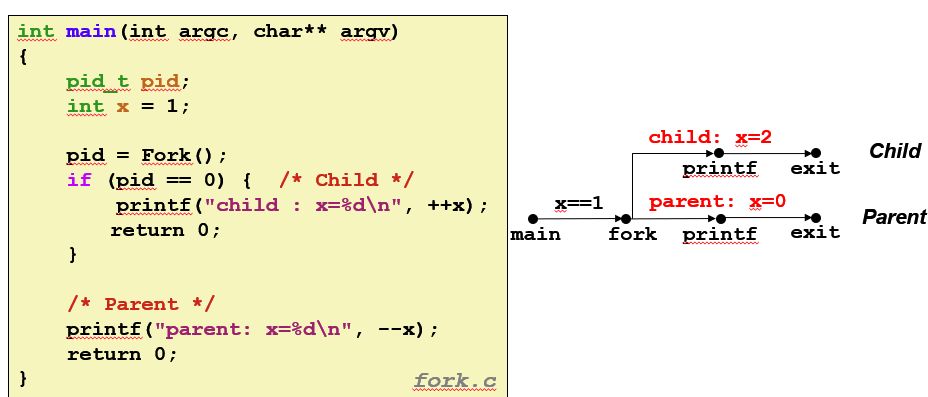 int main(int argc, char** argv)
{
    pid_t pid;
    int x = 1;

    pid = Fork();
    if (pid == 0) {  /* Child */
        printf("child : x=%d\n", ++x);
        return 0;
    }

    /* Parent */
    printf("parent: x=%d\n", --x);
    return 0;
}
fork.c
child: x=2
Child
printf exit
x==1
parent: x=0
Parent
main fork printf exit